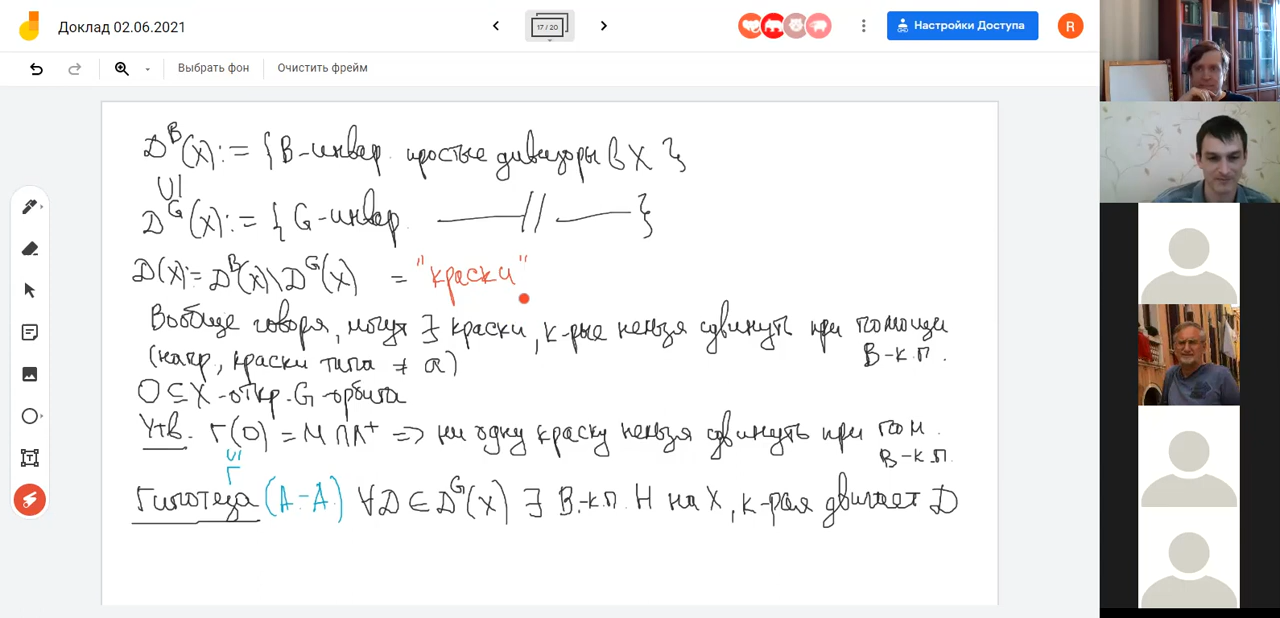 Доклад 02.06.2021
17 / 20
Настройки Доступа
R
Выбрать фон
Очистить фрейм
D^B(X) := { B-инвар. простые дивизоры в X }
∪|
D^G(X) := { G-инвар. —— // —— }
D(X) := D^B(X) \ D^G(X) = "краски"
Вообще говоря, могут ∃ краски, к-рые нельзя сдвинуть при помощи
B-к.п.
(напр, краски типа ≠ a)
O ⊆ X - откр. G-орбита
Утв. Γ(O) = M ∩ Λ⁺ => ни одну краску нельзя сдвинуть при пом.
B-к.п.
∪|
Γ
Гипотеза (A.-A.) ∀D ∈ D^G(X) ∃ B-к.п. H на X, к-рая двигает D